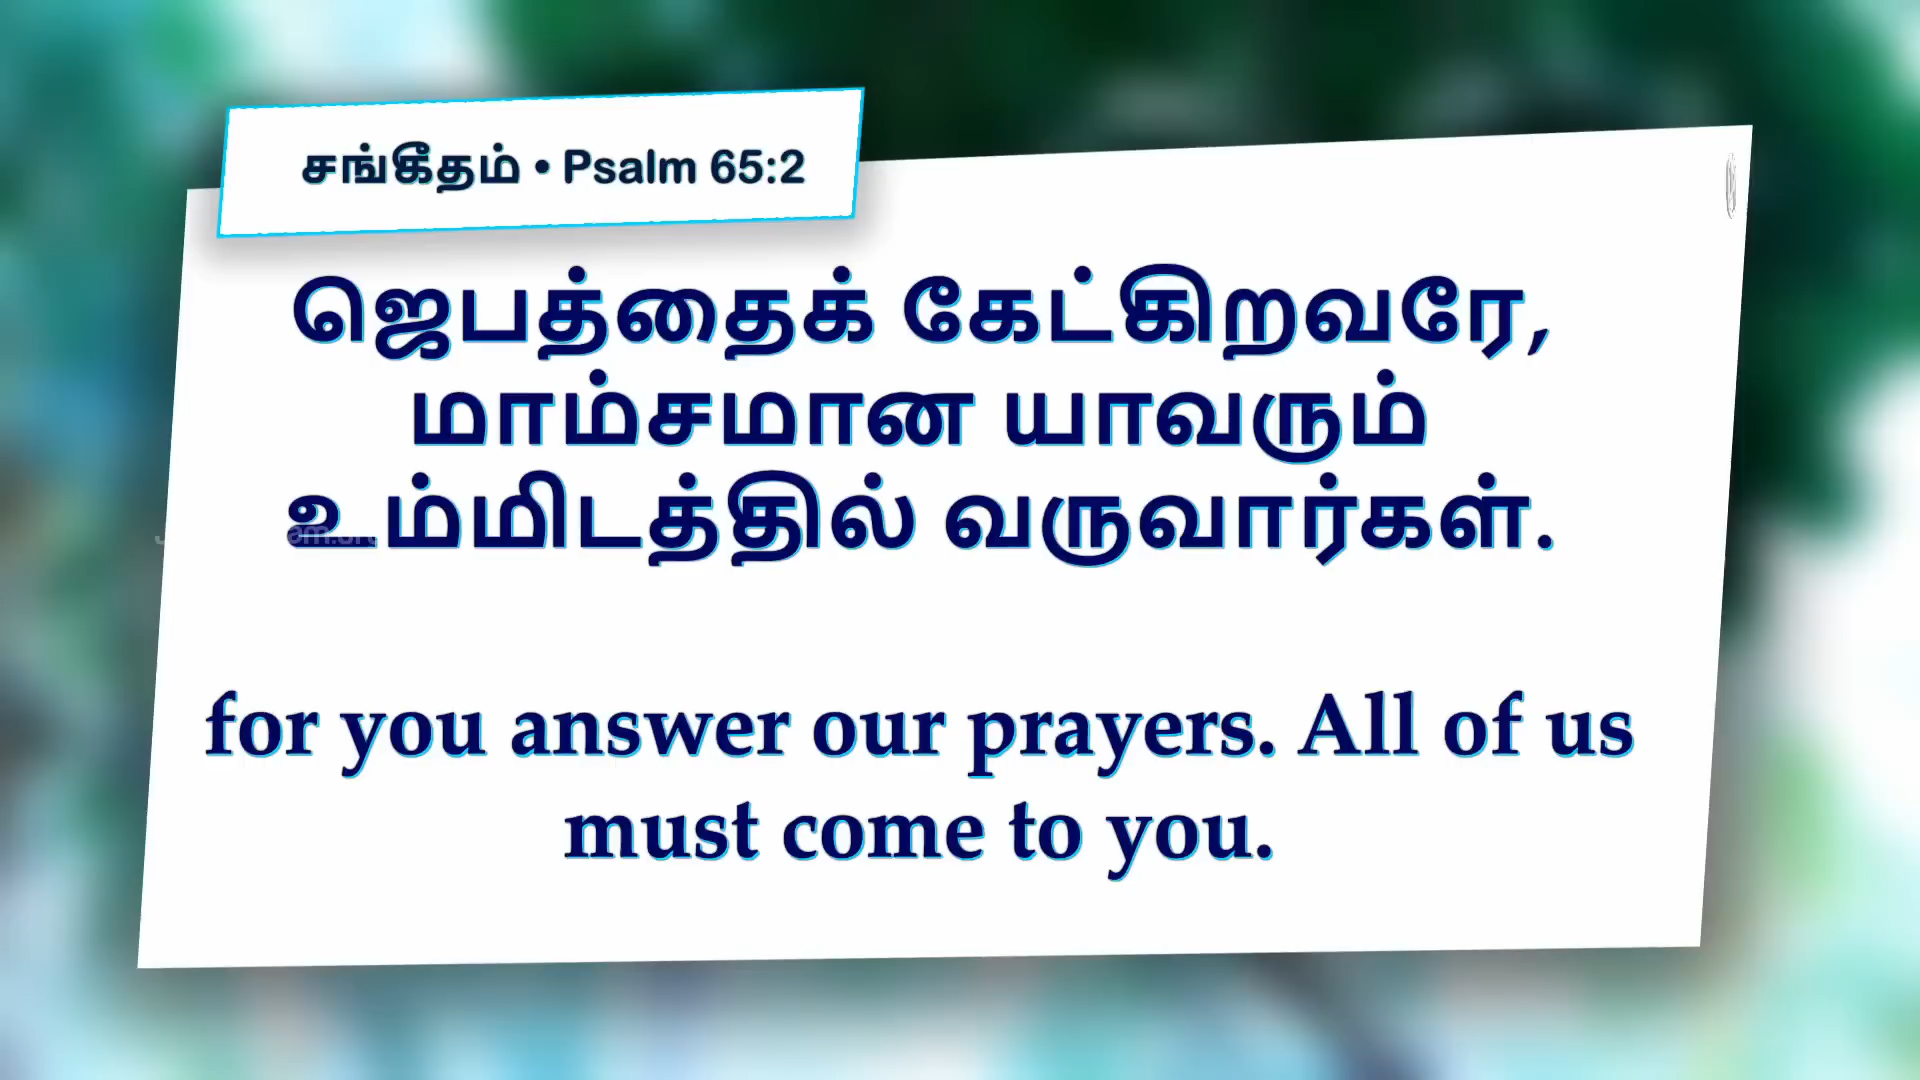 சங்கீதம் • Psalm 65:2
ஜெபத்தைக் கேட்கிறவரே,
மாம்சமான யாவரும்
உம்மிடத்தில் வருவார்கள்.
for you answer our prayers. All of us
must come to you.